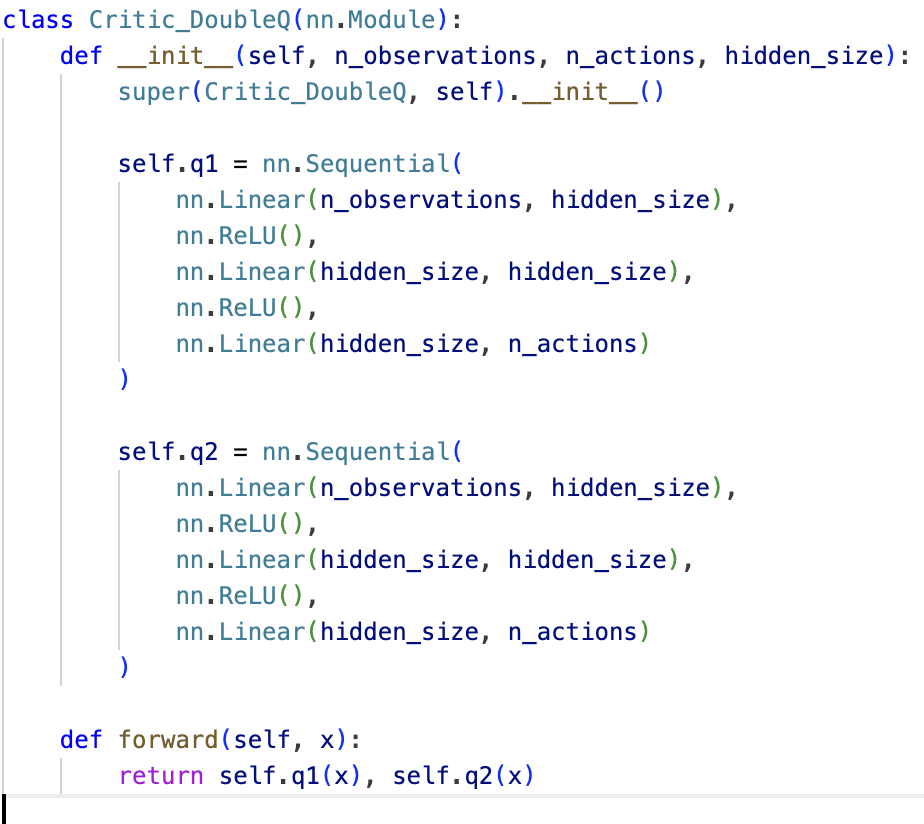 class Critic_DoubleQ(nn.Module):
    def __init__(self, n_observations, n_actions, hidden_size):
        super(Critic_DoubleQ, self).__init__()

        self.q1 = nn.Sequential(
            nn.Linear(n_observations, hidden_size),
            nn.ReLU(),
            nn.Linear(hidden_size, hidden_size),
            nn.ReLU(),
            nn.Linear(hidden_size, n_actions)
        )

        self.q2 = nn.Sequential(
            nn.Linear(n_observations, hidden_size),
            nn.ReLU(),
            nn.Linear(hidden_size, hidden_size),
            nn.ReLU(),
            nn.Linear(hidden_size, n_actions)
        )

    def forward(self, x):
        return self.q1(x), self.q2(x)